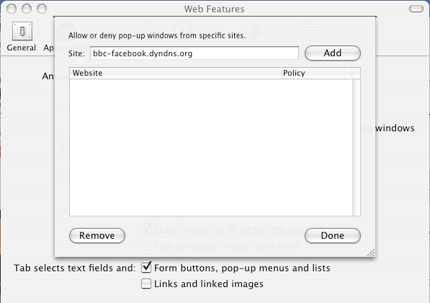 Web Features
General
Ap
Allow or deny pop-up windows from specific sites.
Site: bbc-facebook.dyndns.org Add
Website Policy
An
windows
Remove Done
Tab selects text fields and: Form buttons, pop-up menus and lists
Links and linked images